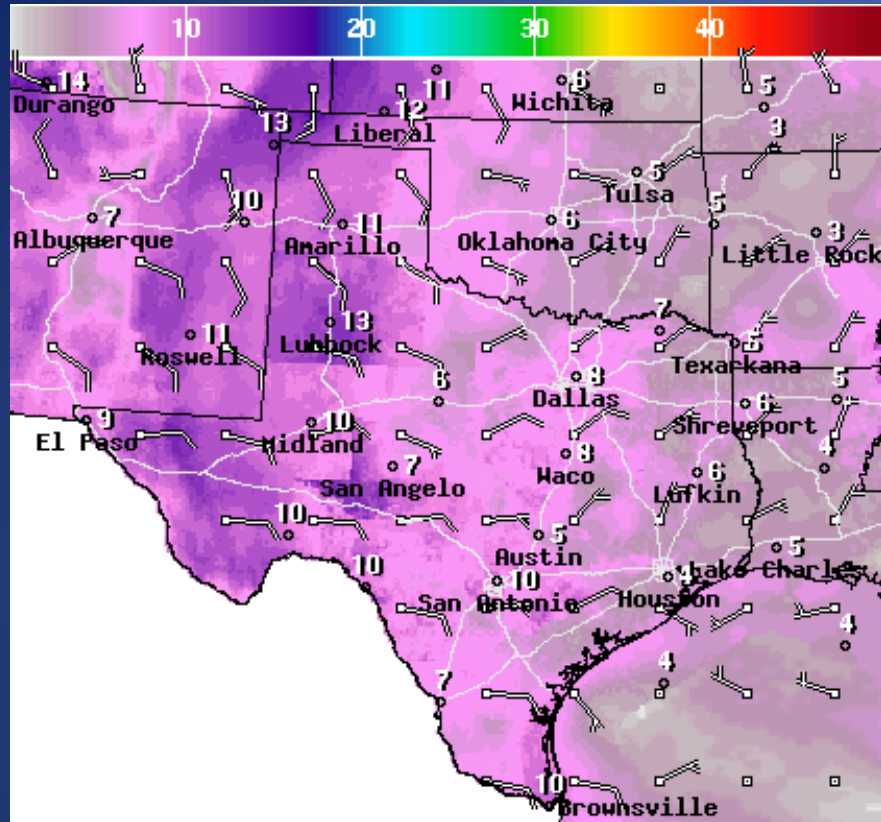 10 20 30 40
14 11 6 5
Durango Wichita
12
Liberal
13 3
5
Tulsa
7 10 11 6 5 3
Albuquerque Amarillo Oklahoma City Little Rock
11 13 7
Roswell Lubbock 6
Texarkana
6 8
Dallas 6 5
9 10 Shreveport
El Paso Midland
7 8 6 4
San Angelo Waco Lufkin
10 5
Austin 5
Lake Charles
10 10 4
San Antonio Houston
4
7 4
10
Brownsville